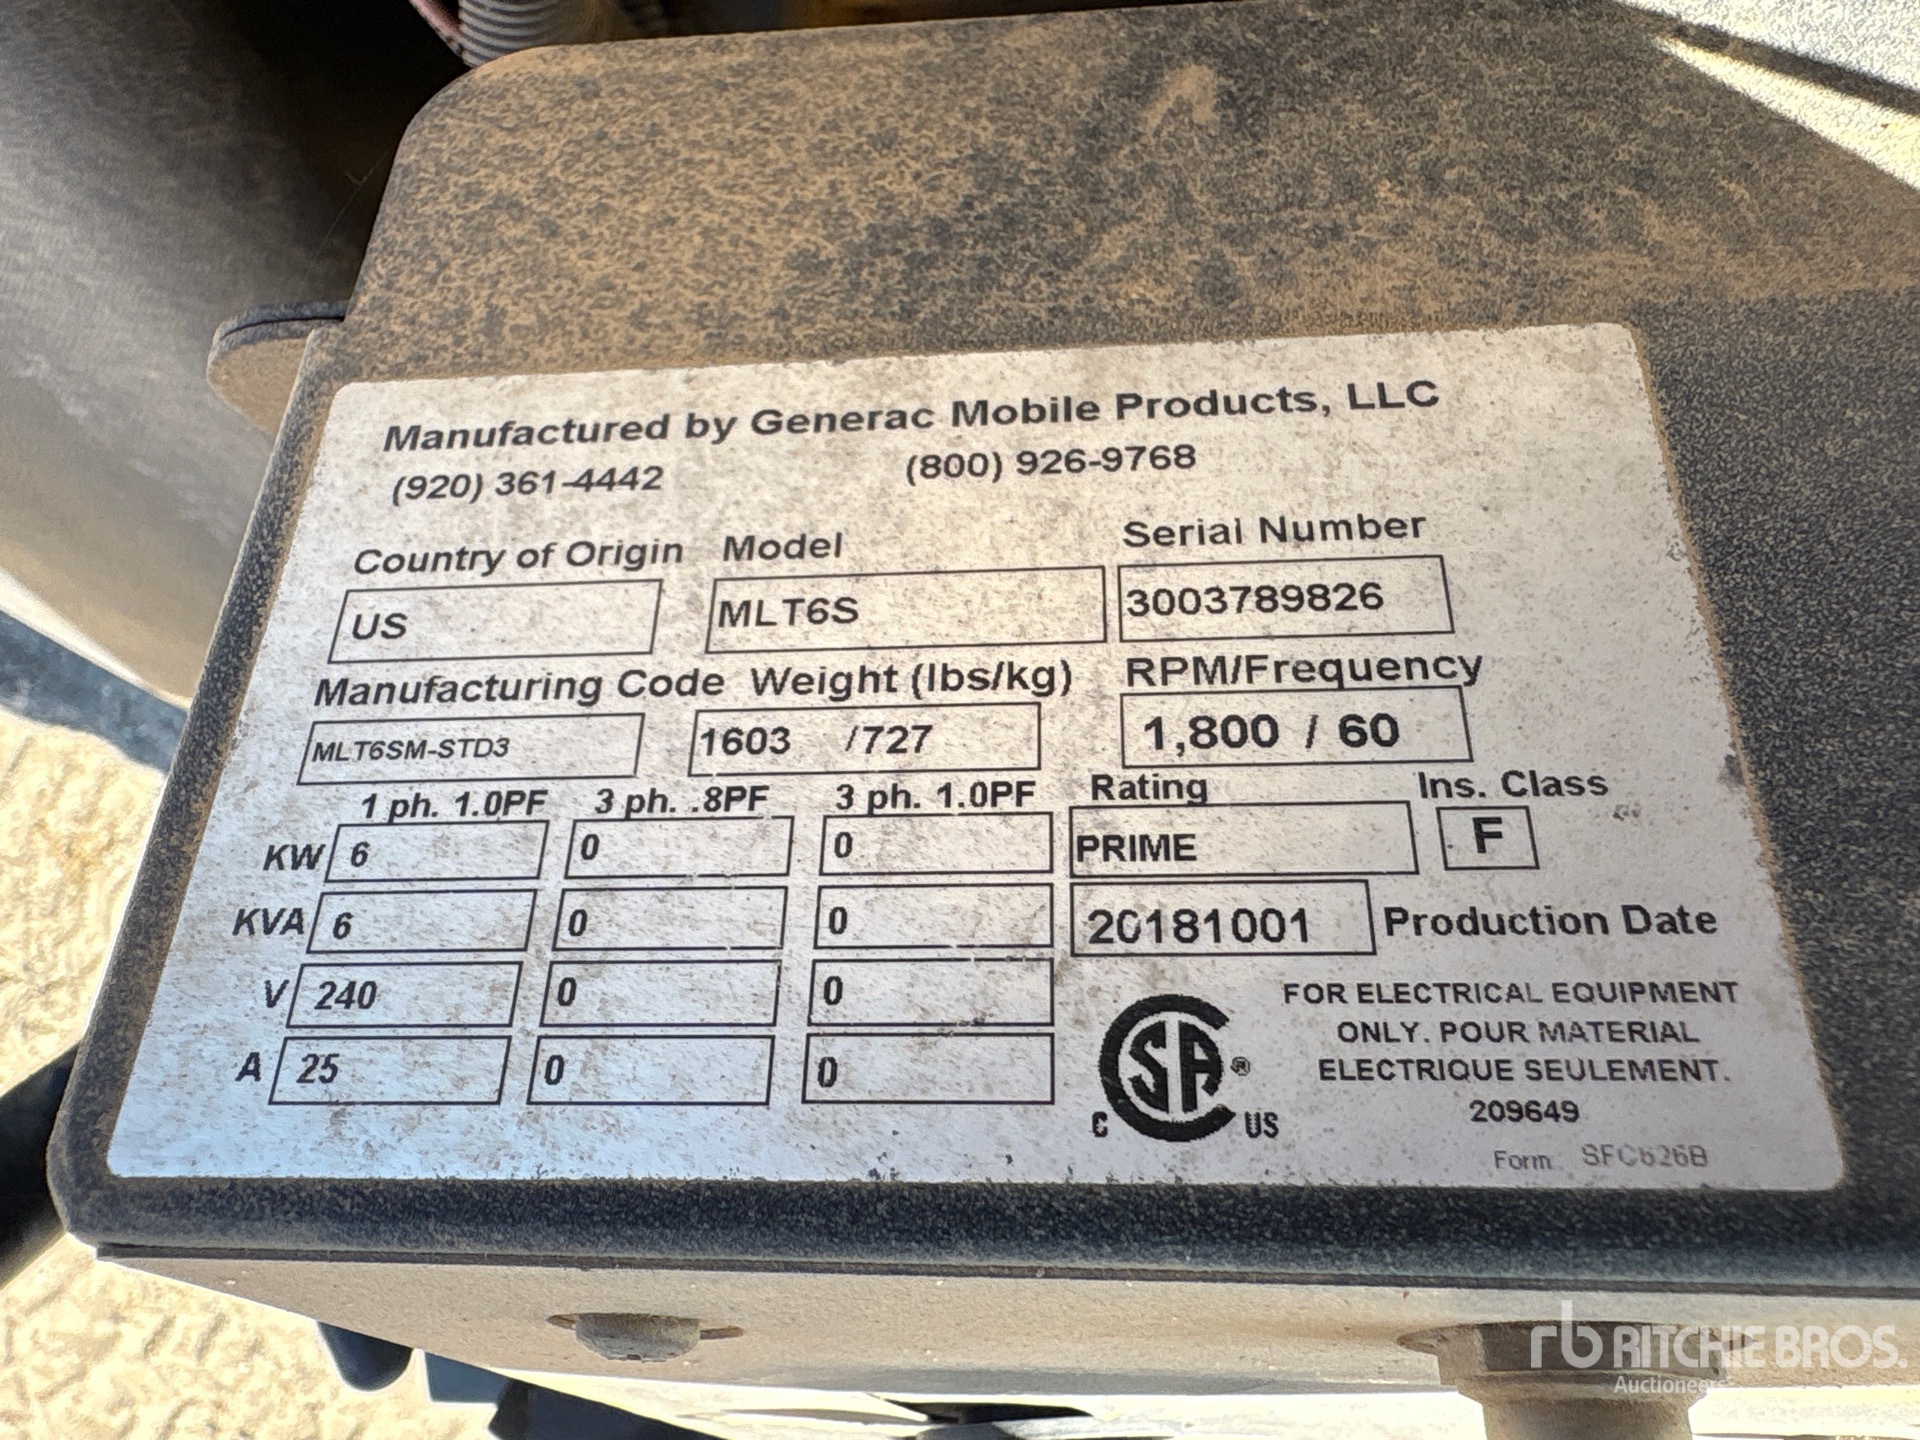 Manufactured by Generac Mobile Products, LLC
(920) 361-4442 (800) 926-9768
Country of Origin Model Serial Number
US MLT6S 3003789826
Manufacturing Code Weight (lbs/kg) RPM/Frequency
MLT6SM-STD3 1603 /727 1,800 / 60
1 ph. 1.0PF 3 ph. .8PF 3 ph. 1.0PF Rating Ins. Class
KW 6 0 0 PRIME F
KVA 6 0 0 20181001 Production Date
V 240 0 0
A 25 0 0
FOR ELECTRICAL EQUIPMENT
ONLY. POUR MATERIAL
ELECTRIQUE SEULEMENT.
209649
C SA ® US
Form
rb RITCHIE BROS.
Auctioneers